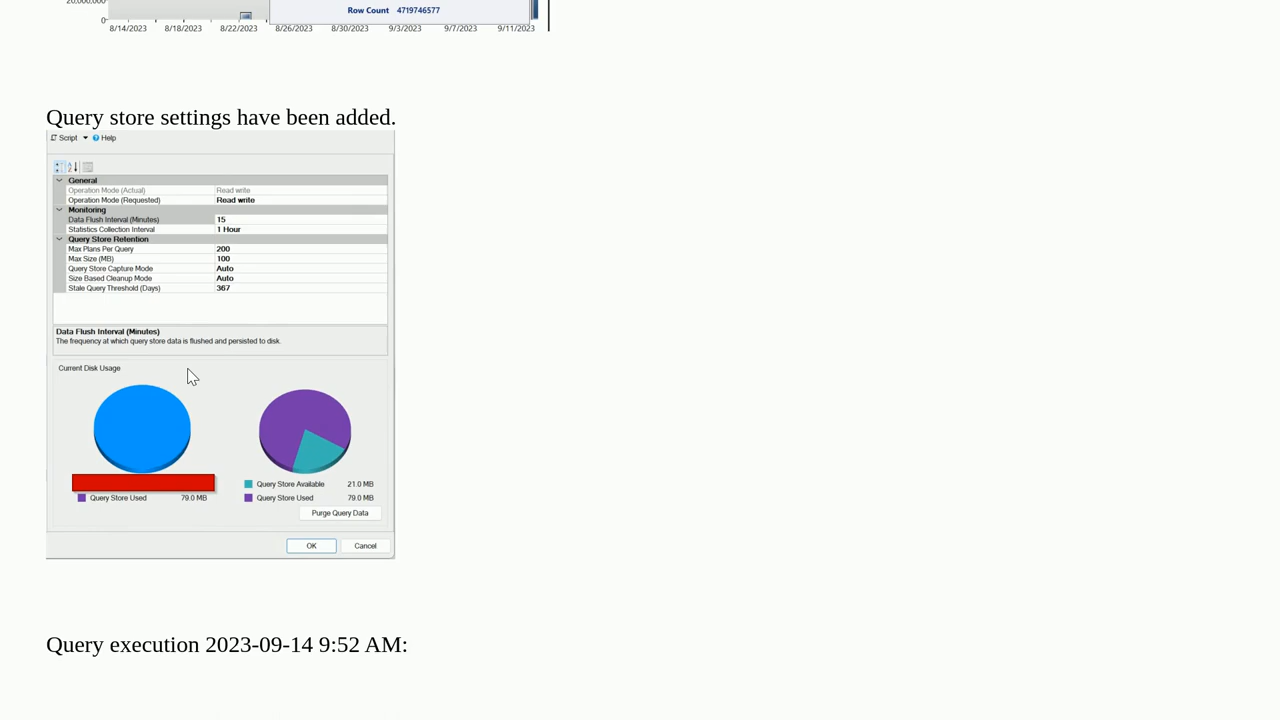 20,000,000
Row Count 4719746577
0
8/14/2023 8/18/2023 8/22/2023 8/26/2023 8/30/2023 9/3/2023 9/7/2023 9/11/2023
Query store settings have been added.
Script Help
General
Operation Mode (Actual) Read write
Operation Mode (Requested) Read write
Monitoring
Data Flush Interval (Minutes) 15
Statistics Collection Interval 1 Hour
Query Store Retention
Max Plans Per Query 200
Max Size (MB) 100
Query Store Capture Mode Auto
Size Based Cleanup Mode Auto
Stale Query Threshold (Days) 367
Data Flush Interval (Minutes)
The frequency at which query store data is flushed and persisted to disk.
Current Disk Usage
Query Store Available 21.0 MB
Query Store Used 79.0 MB Query Store Used 79.0 MB
Purge Query Data
OK Cancel
Query execution 2023-09-14 9:52 AM: